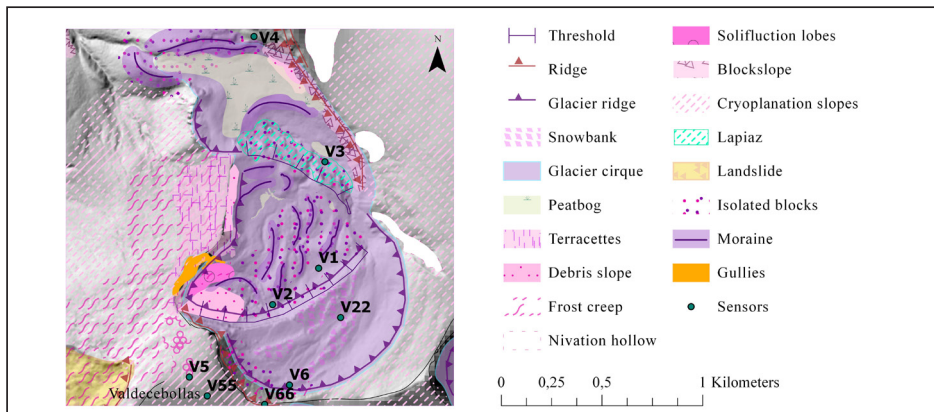 V4
N
V3
V1
V2
V22
V5
V6
V55
Valdecebollas
V66
Threshold
Ridge
Glacier ridge
Snowbank
Glacier cirque
Peatbog
Terracettes
Debris slope
Frost creep
Nivation hollow
Solifluction lobes
Blockslope
Cryoplanation slopes
Lapiaz
Landslide
Isolated blocks
Moraine
Gullies
Sensors
0 0,25 0,5 1 Kilometers